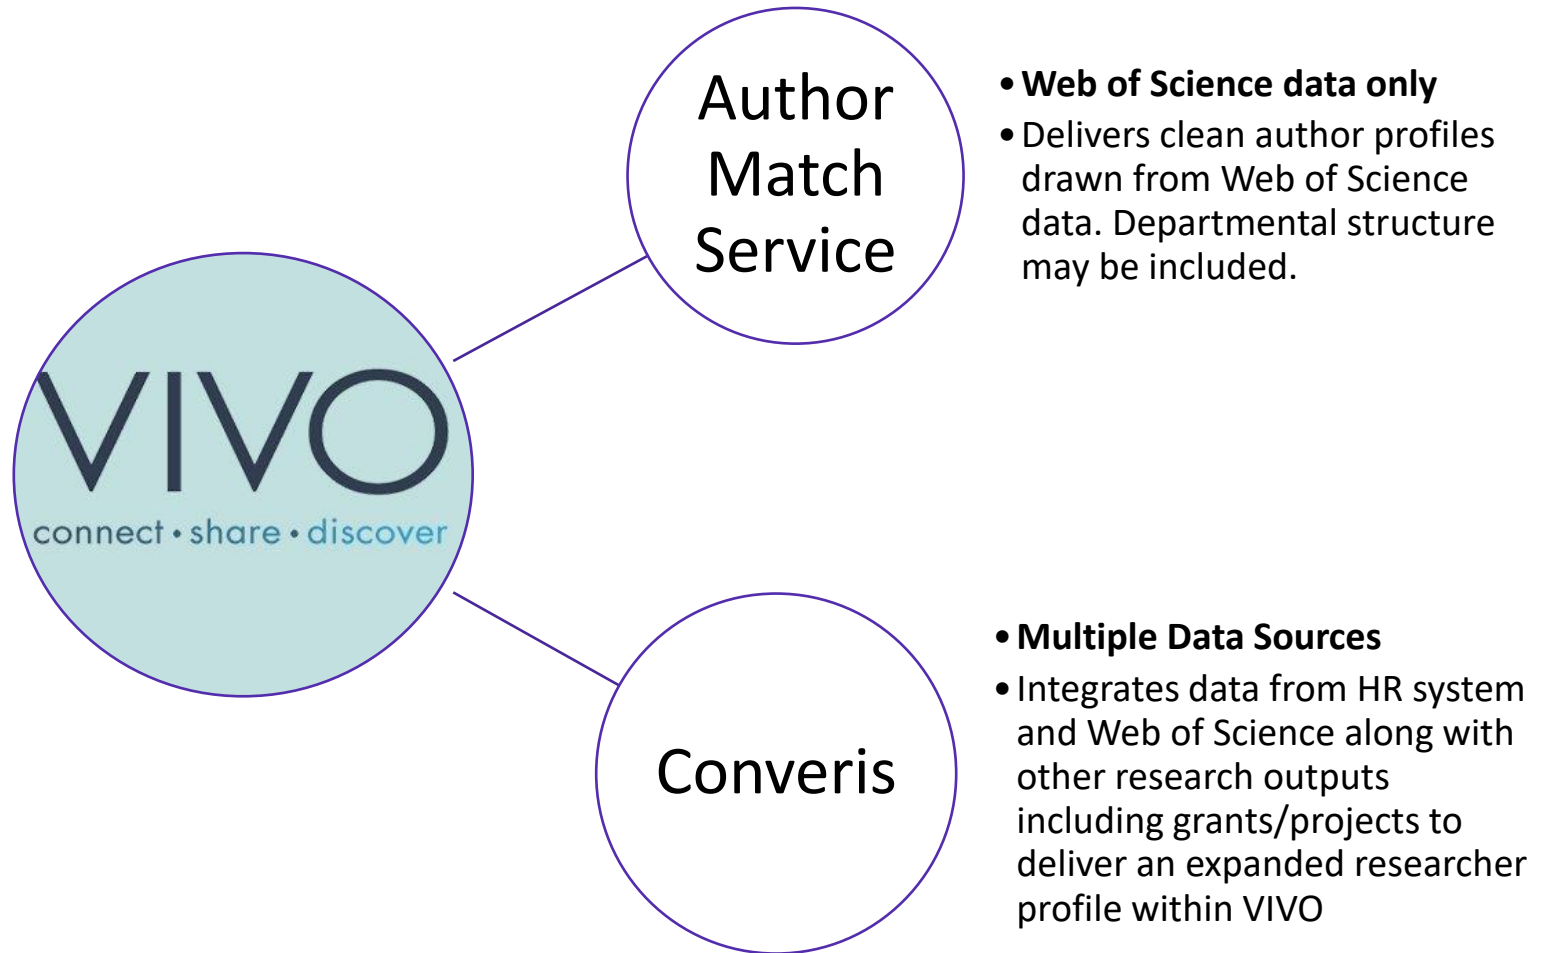 Author
Match
Service
• Web of Science data only
• Delivers clean author profiles
drawn from Web of Science
data. Departmental structure
may be included.
VIVO
connect • share • discover
Converis
• Multiple Data Sources
• Integrates data from HR system
and Web of Science along with
other research outputs
including grants/projects to
deliver an expanded researcher
profile within VIVO